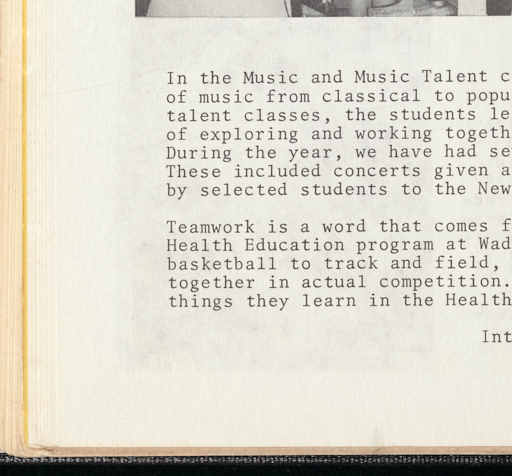 In the Music and Music Talent c
of music from classical to popu
talent classes, the students le
of exploring and working togeth
During the year, we have had se
These included concerts given a
by selected students to the New
Teamwork is a word that comes f
Health Education program at Wad
basketball to track and field,
together in actual competition.
things they learn in the Health
Int